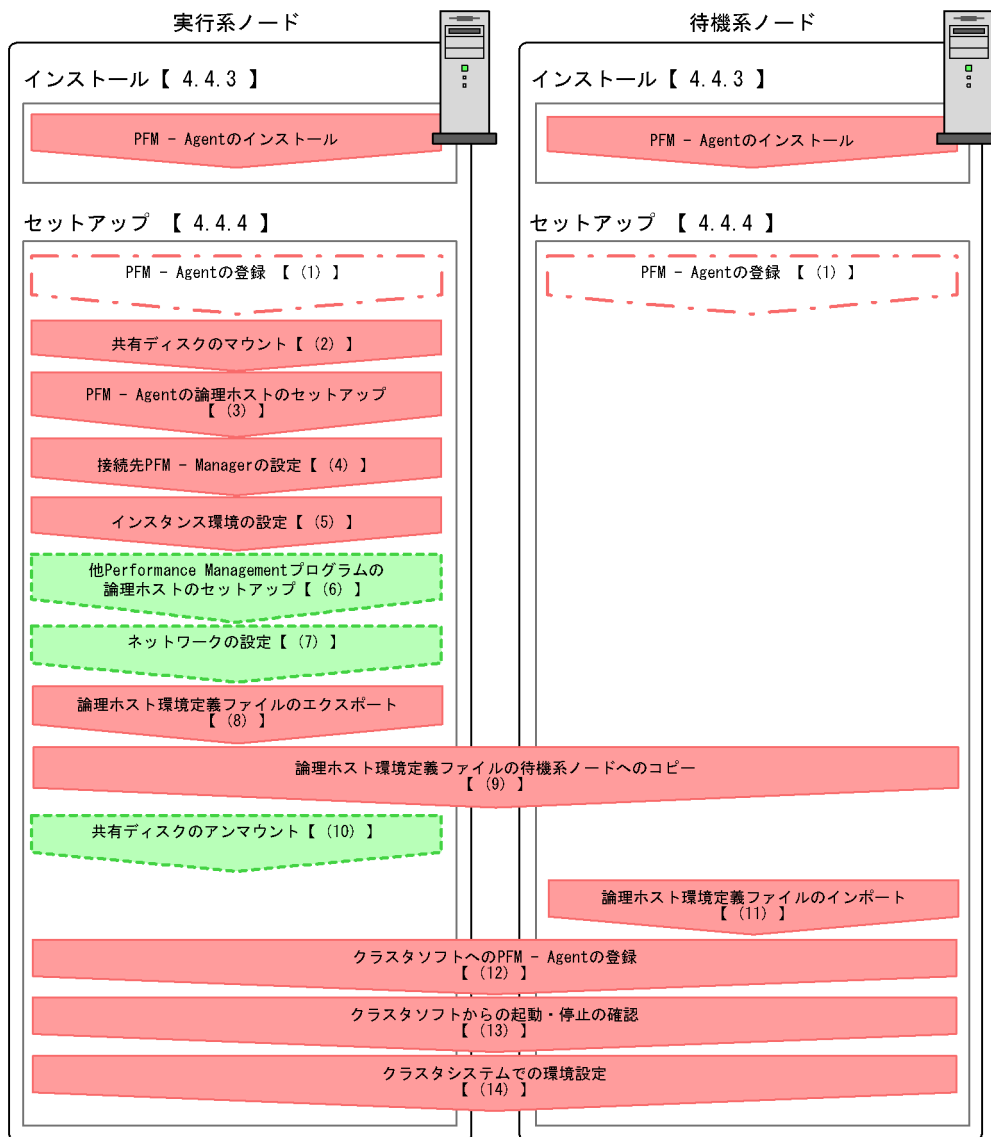 実行系ノード
待機系ノード
インストール【 4.4.3 】
インストール【 4.4.3 】
PFM - Agentのインストール
PFM - Agentのインストール
セットアップ 【 4.4.4 】
セットアップ 【 4.4.4 】
PFM - Agentの登録 【 (1) 】
PFM - Agentの登録 【 (1) 】
共有ディスクのマウント【 (2) 】
PFM - Agentの論理ホストのセットアップ
【 (3) 】
接続先PFM - Managerの設定【 (4) 】
インスタンス環境の設定【 (5) 】
他Performance Managementプログラムの
論理ホストのセットアップ【 (6) 】
ネットワークの設定【 (7) 】
論理ホスト環境定義ファイルのエクスポート
【 (8) 】
論理ホスト環境定義ファイルの待機系ノードへのコピー
【 (9) 】
共有ディスクのアンマウント【 (10) 】
論理ホスト環境定義ファイルのインポート
【 (11) 】
クラスタソフトへのPFM - Agentの登録
【 (12) 】
クラスタソフトからの起動・停止の確認
【 (13) 】
クラスタシステムでの環境設定
【 (14) 】